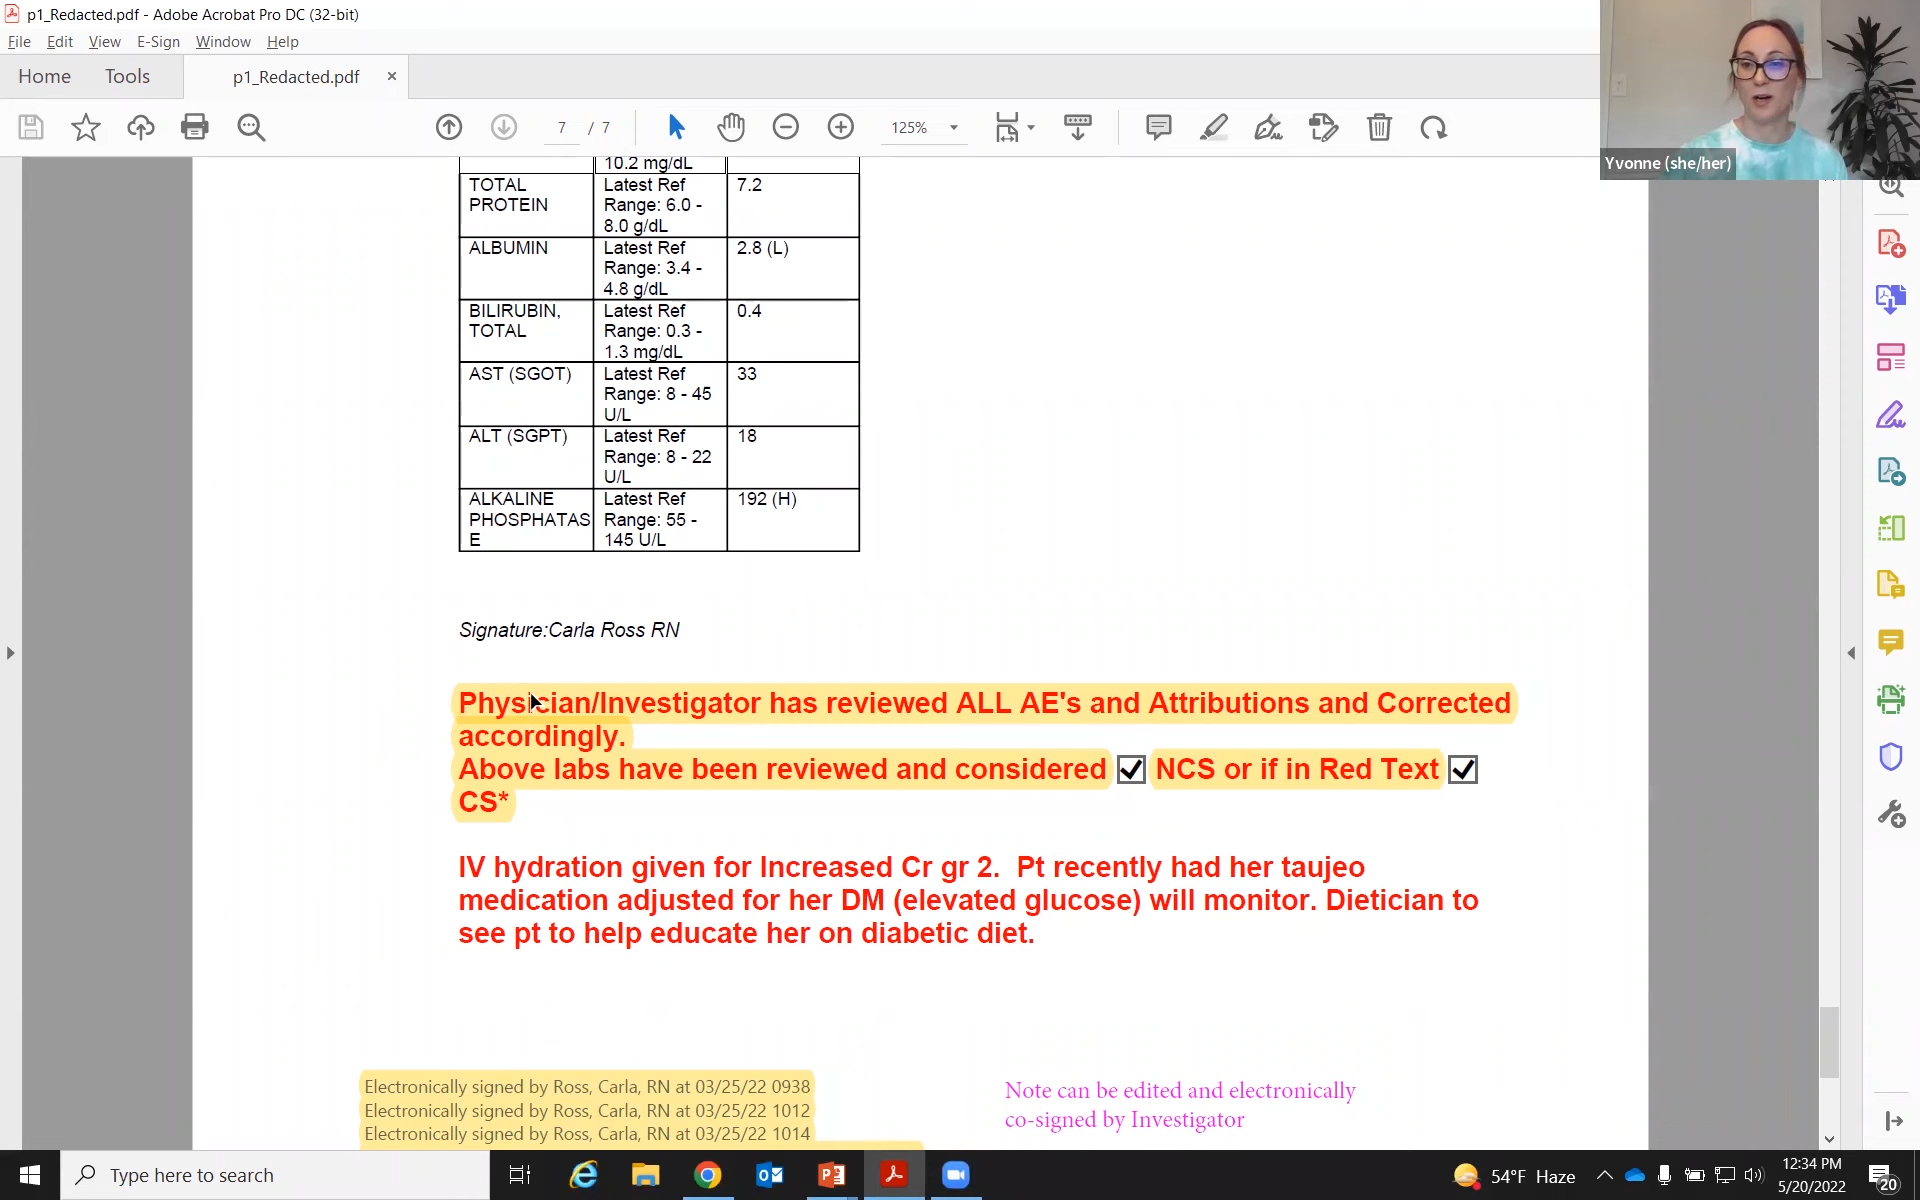 p1_Redacted.pdf - Adobe Acrobat Pro DC (32-bit)
File Edit View E-Sign Window Help
Home Tools p1_Redacted.pdf ×
7 / 7 125%
Yvonne (she/her)
10.2 mg/dL
TOTAL PROTEIN Latest Ref Range: 6.0 - 8.0 g/dL 7.2
ALBUMIN Latest Ref Range: 3.4 - 4.8 g/dL 2.8 (L)
BILIRUBIN, TOTAL Latest Ref Range: 0.3 - 1.3 mg/dL 0.4
AST (SGOT) Latest Ref Range: 8 - 45 U/L 33
ALT (SGPT) Latest Ref Range: 8 - 22 U/L 18
ALKALINE PHOSPHATASE Latest Ref Range: 55 - 145 U/L 192 (H)
Signature:Carla Ross RN
Physician/Investigator has reviewed ALL AE's and Attributions and Corrected
accordingly.
Above labs have been reviewed and considered NCS or if in Red Text
CS*
IV hydration given for Increased Cr gr 2. Pt recently had her taujeo
medication adjusted for her DM (elevated glucose) will monitor. Dietician to
see pt to help educate her on diabetic diet.
Electronically signed by Ross, Carla, RN at 03/25/22 0938
Electronically signed by Ross, Carla, RN at 03/25/22 1012
Electronically signed by Ross, Carla, RN at 03/25/22 1014
Note can be edited and electronically
co-signed by Investigator
Type here to search
54°F Haze
12:34 PM
5/20/2022
20